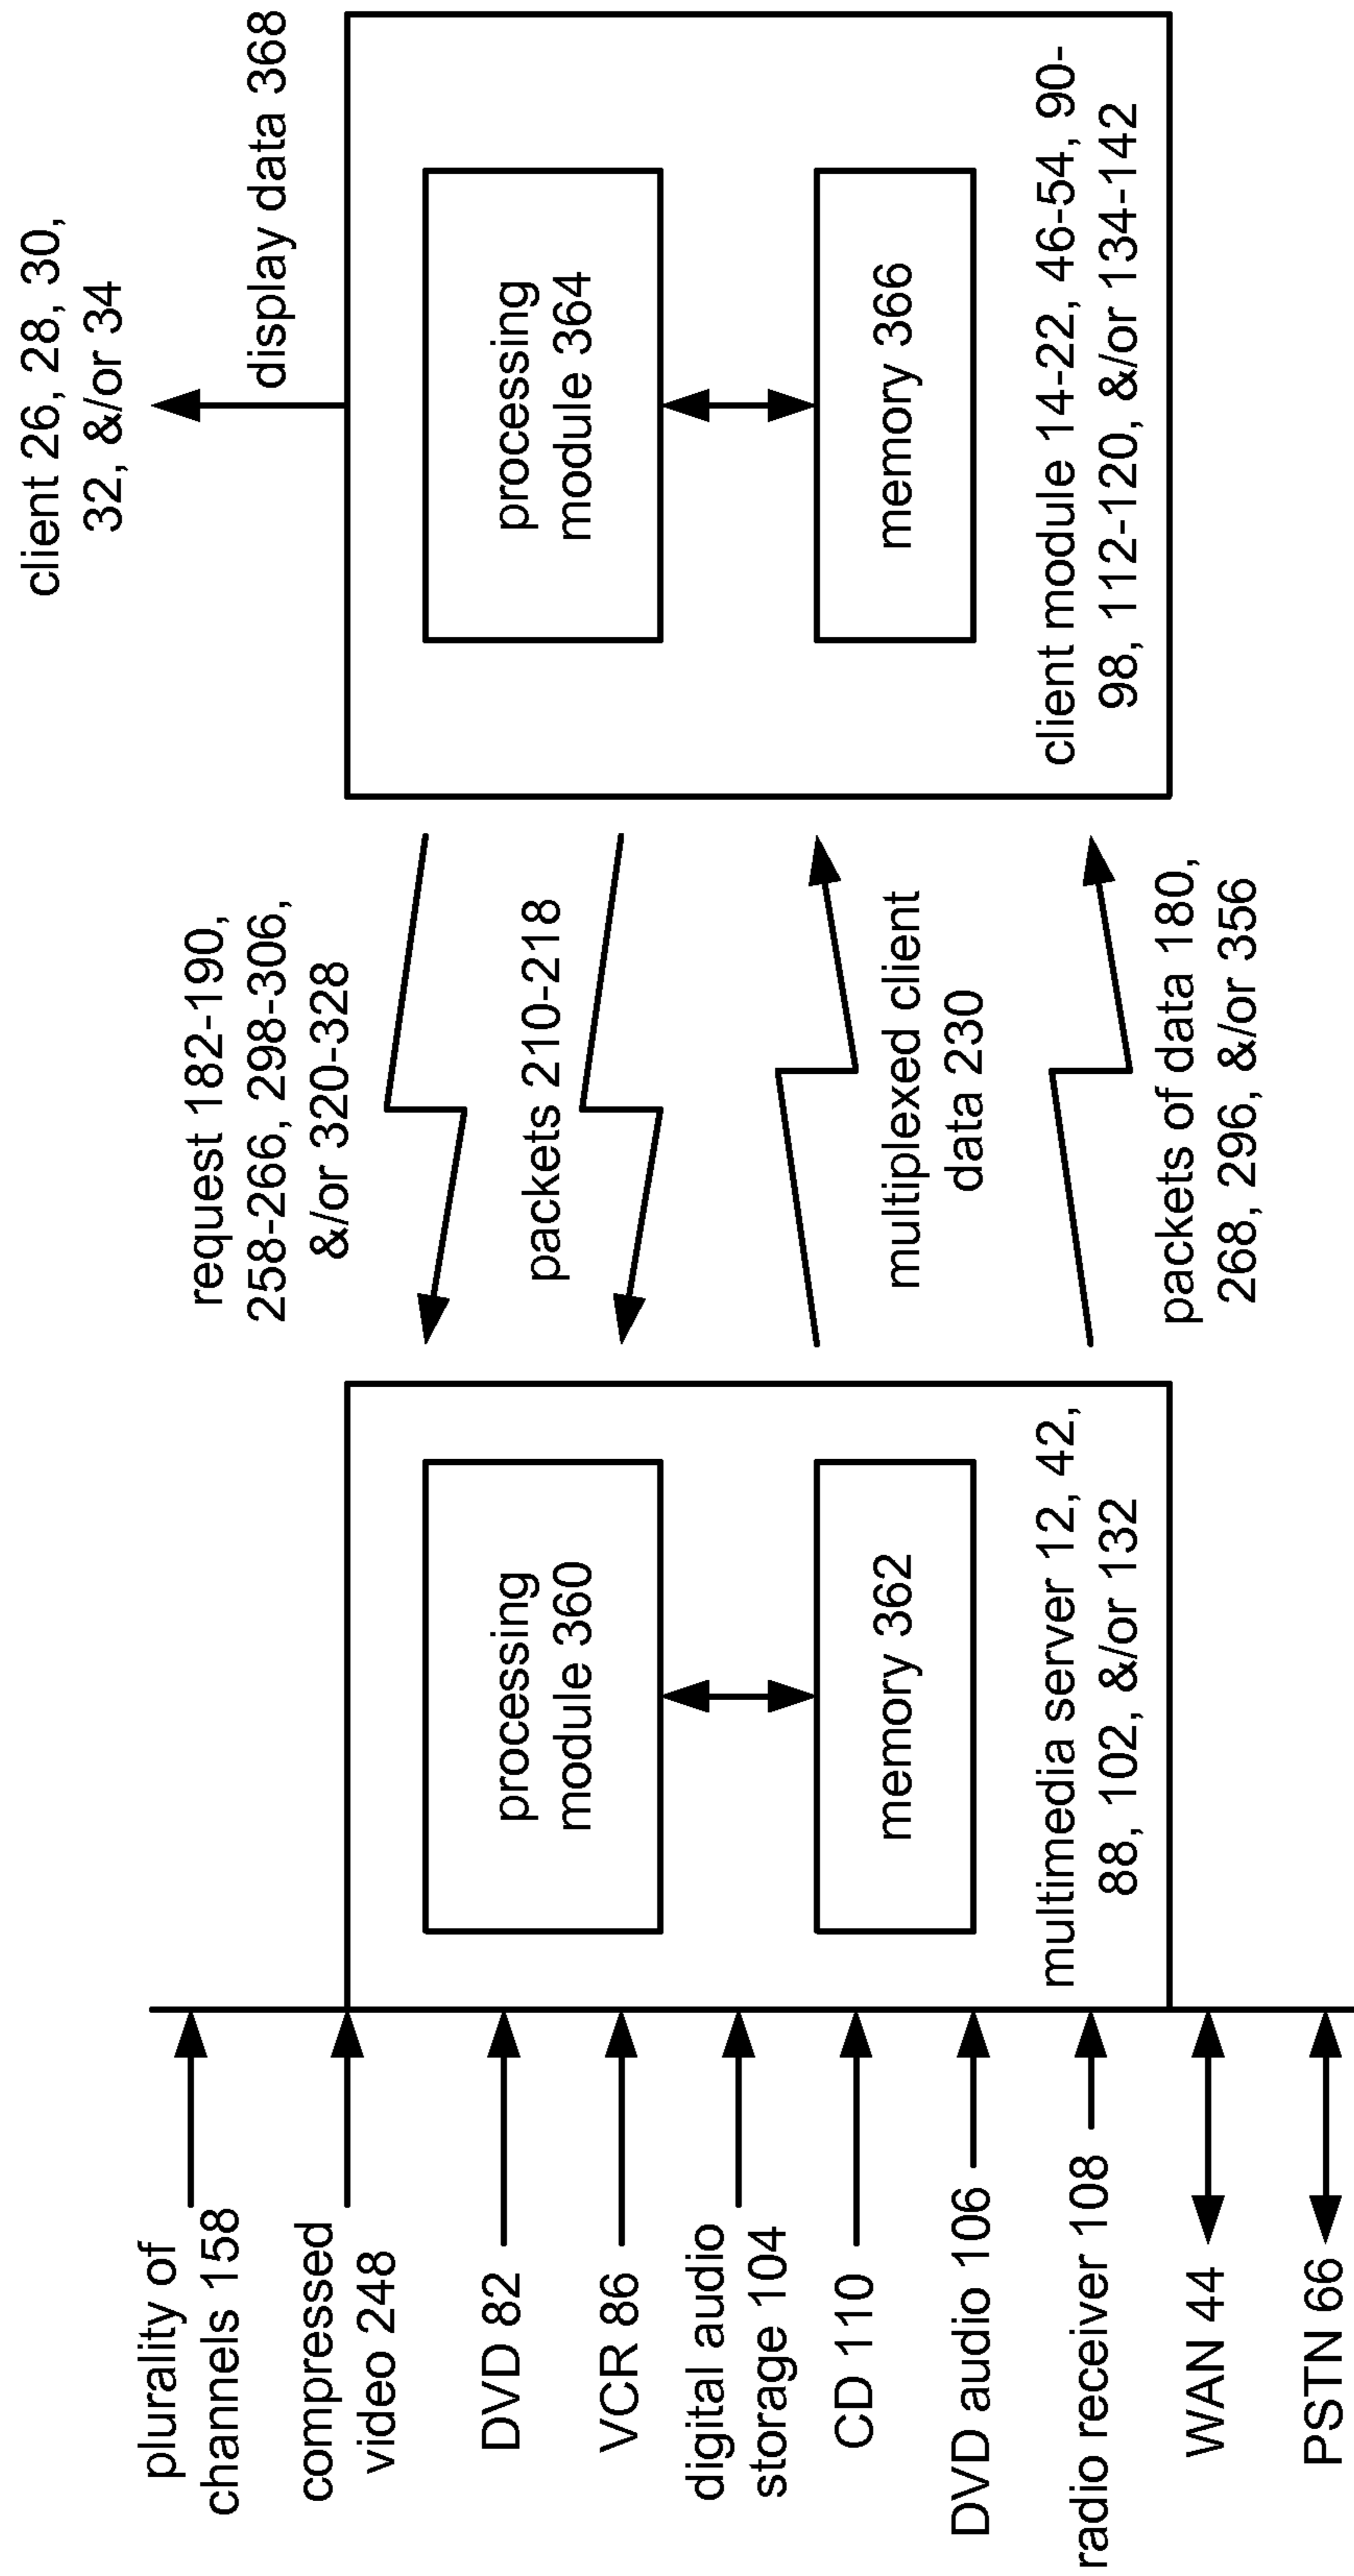 plurality of
channels 158
compressed
video 248
DVD 82
VCR 86
digital audio
storage 104
CD 110
DVD audio 106
radio receiver 108
WAN 44
PSTN 66
processing
module 360
memory 362
multimedia server 12, 42,
88, 102, &/or 132
request 182-190,
258-266, 298-306,
&/or 320-328
packets 210-218
multiplexed client
data 230
packets of data 180,
268, 296, &/or 356
client 26, 28, 30,
32, &/or 34
display data 368
processing
module 364
memory 366
client module 14-22, 46-54, 90-
98, 112-120, &/or 134-142